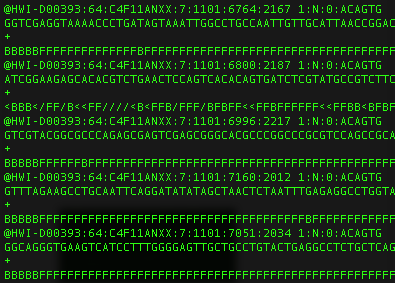 @HWI-D00393:64:C4F11ANXX:7:1101:6764:2167 1:N:0:ACAGTG
GGTCGAGGTAAAACCCTGATAGTAAATTGGCCTGCCAATTGTTGCATTAACCGGAC
+
BBBBBFFFFFFBFFFFFFFFFFFFFFFFFFFFFFFFFFFFFFFFFFFFFFFFFFFF
@HWI-D00393:64:C4F11ANXX:7:1101:6800:2187 1:N:0:ACAGTG
ATCGGAAGAGCACACGTCTGAACTCCAGTCACACAGTGATCTCGTATGCCGTCTTC
+
<BBB</FF/B<<FF////<B<FFB/FFF/BFBFF<<FFBFFFFFF<<FFBB<BFBF
@HWI-D00393:64:C4F11ANXX:7:1101:6996:2217 1:N:0:ACAGTG
GTCGTACGGCGCCCAGAGCGAGTCGAGCGGGCACGCCCGGCCCGCGTCCAGCCGCA
+
BBBBBFFFFFFBFFFFFFFFFFFFFFFFFFFFFFFFFFFFFFFFFFFFFFFFFFFF
@HWI-D00393:64:C4F11ANXX:7:1101:7160:2012 1:N:0:ACAGTG
GTTTAGAAGCCTGCAATTCAGGATATATAGCTAACTCTAATTTGAGAGGCCTGGTA
+
BBBBBFFFFFFFFFFFFFFFFFFFFFFFFFFFFFFFFFFFFFFBFFFFFFFFFFFF
@HWI-D00393:64:C4F11ANXX:7:1101:7051:2034 1:N:0:ACAGTG
GGCAGGGTGAAGTCATCCTTTGGGGAGTTGCTGCCTGTACTGAGGCCTCTGCTCAG
+
BBBBBFFFFFFFFFFFFFFFFFFFFFFFFFFFFFFFFFFFFFFFFFFFFFFFFFFF